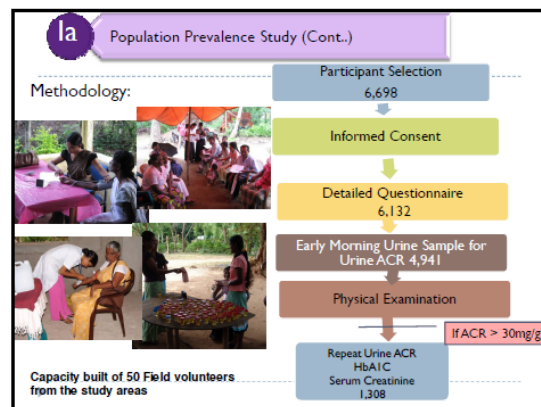 Ia
Population Prevalence Study (Cont..)
Methodology:
Participant Selection
6,698
Informed Consent
Detailed Questionnaire
6,132
Early Morning Urine Sample for
Urine ACR 4,941
Physical Examination
If ACR > 30mg/g
Repeat Urine ACR
HbA1C
Serum Creatinine
1,308
Capacity built of 50 Field volunteers
from the study areas